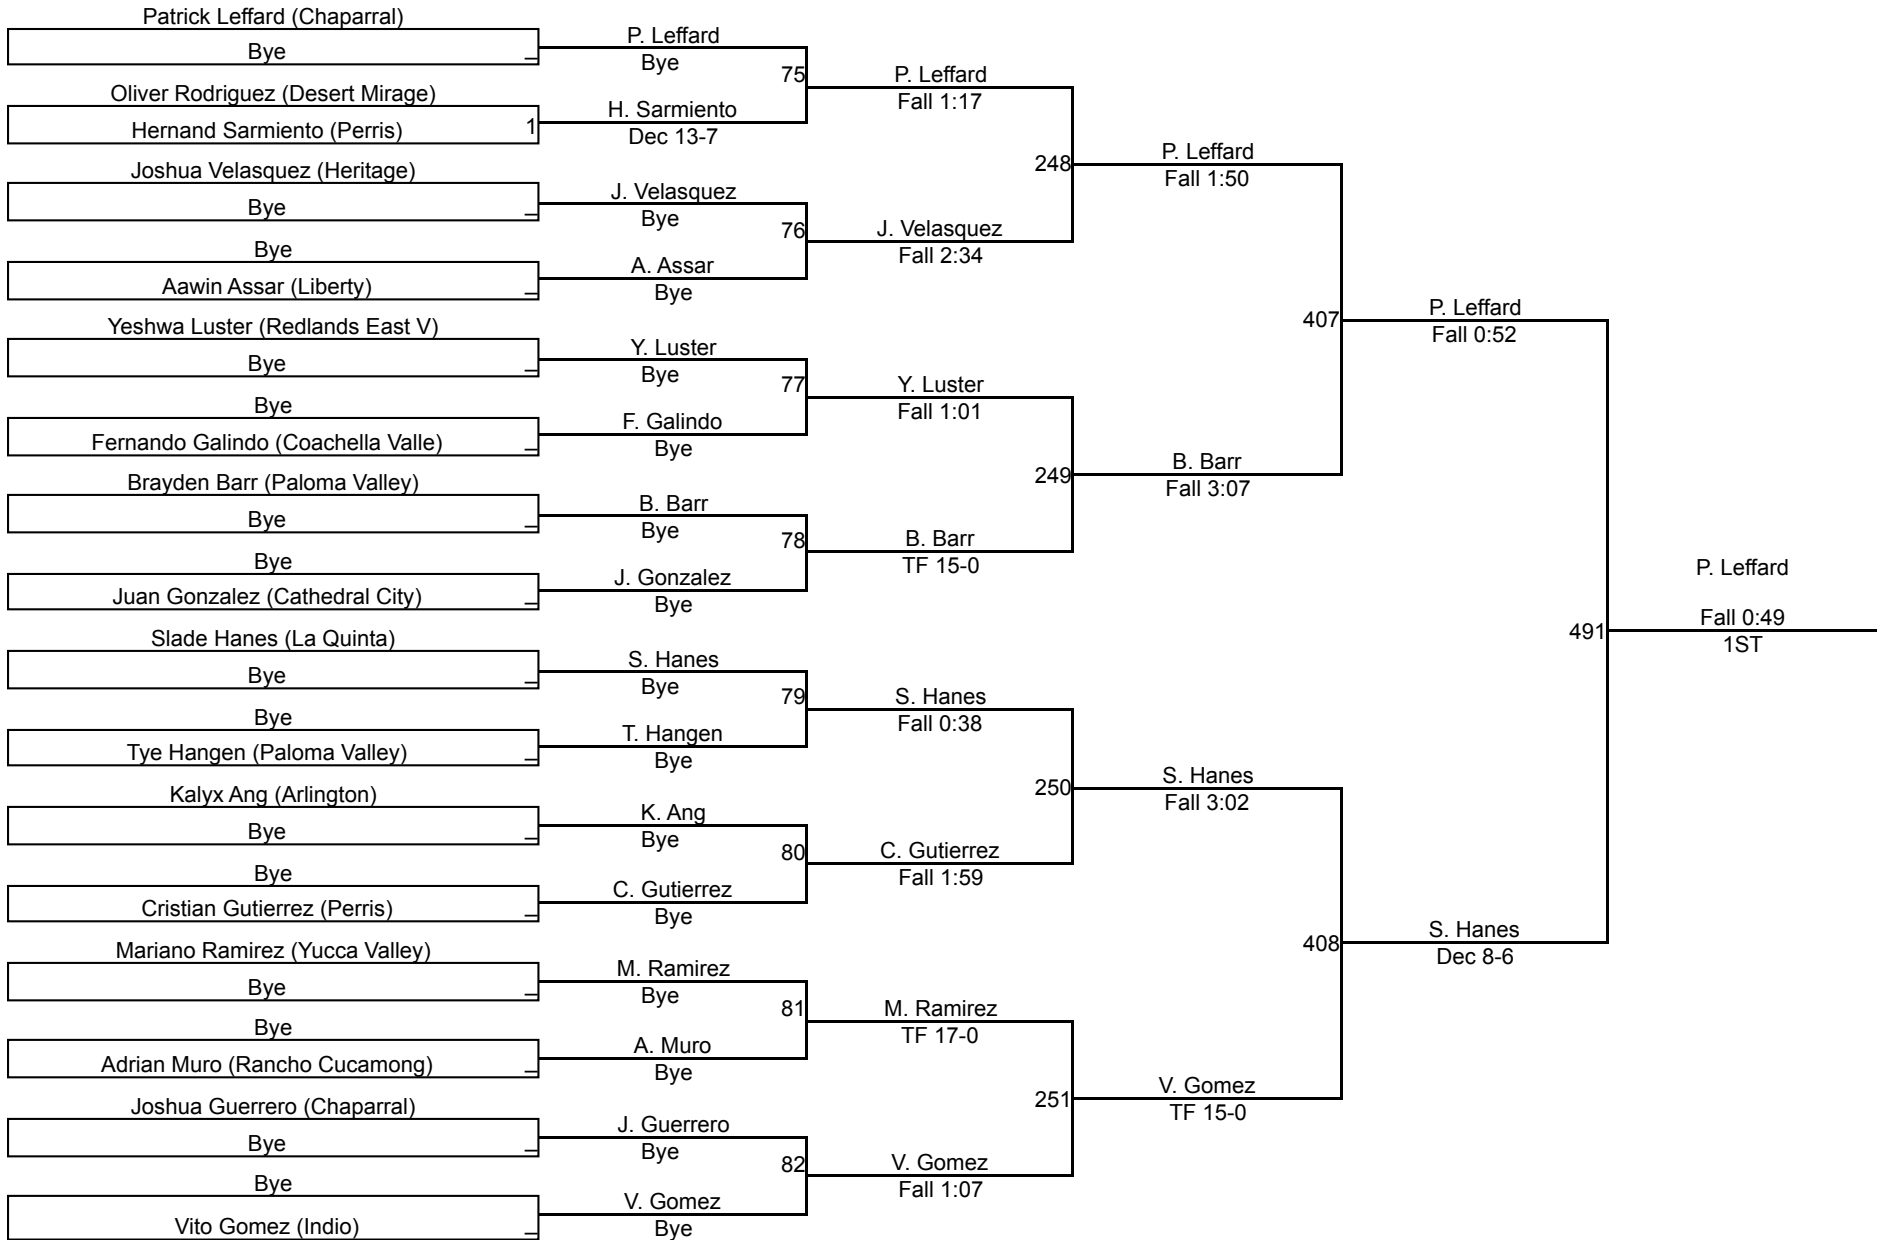 Patrick Leffard (Chaparral)
Bye
_
Oliver Rodriguez (Desert Mirage)
Hernand Sarmiento (Perris)
1
Joshua Velasquez (Heritage)
Bye
_
Bye
Aawin Assar (Liberty)
_
Yeshwa Luster (Redlands East V)
Bye
_
Bye
Fernando Galindo (Coachella Valle)
_
Brayden Barr (Paloma Valley)
Bye
_
Bye
Juan Gonzalez (Cathedral City)
_
Slade Hanes (La Quinta)
Bye
_
Bye
Tye Hangen (Paloma Valley)
_
Kalyx Ang (Arlington)
Bye
_
Bye
Cristian Gutierrez (Perris)
_
Mariano Ramirez (Yucca Valley)
Bye
_
Bye
Adrian Muro (Rancho Cucamong)
_
Joshua Guerrero (Chaparral)
Bye
_
Bye
Vito Gomez (Indio)
_
P. Leffard
Bye
75
H. Sarmiento
Dec 13-7
J. Velasquez
Bye
76
A. Assar
Bye
Y. Luster
Bye
77
F. Galindo
Bye
B. Barr
Bye
78
J. Gonzalez
Bye
S. Hanes
Bye
79
T. Hangen
Bye
K. Ang
Bye
80
C. Gutierrez
Bye
M. Ramirez
Bye
81
A. Muro
Bye
J. Guerrero
Bye
82
V. Gomez
Bye
P. Leffard
Fall 1:17
248
J. Velasquez
Fall 2:34
Y. Luster
Fall 1:01
249
B. Barr
TF 15-0
S. Hanes
Fall 0:38
250
C. Gutierrez
Fall 1:59
M. Ramirez
TF 17-0
251
V. Gomez
Fall 1:07
P. Leffard
Fall 1:50
407
B. Barr
Fall 3:07
S. Hanes
Fall 3:02
408
V. Gomez
TF 15-0
P. Leffard
Fall 0:52
491
S. Hanes
Dec 8-6
P. Leffard
Fall 0:49
1ST